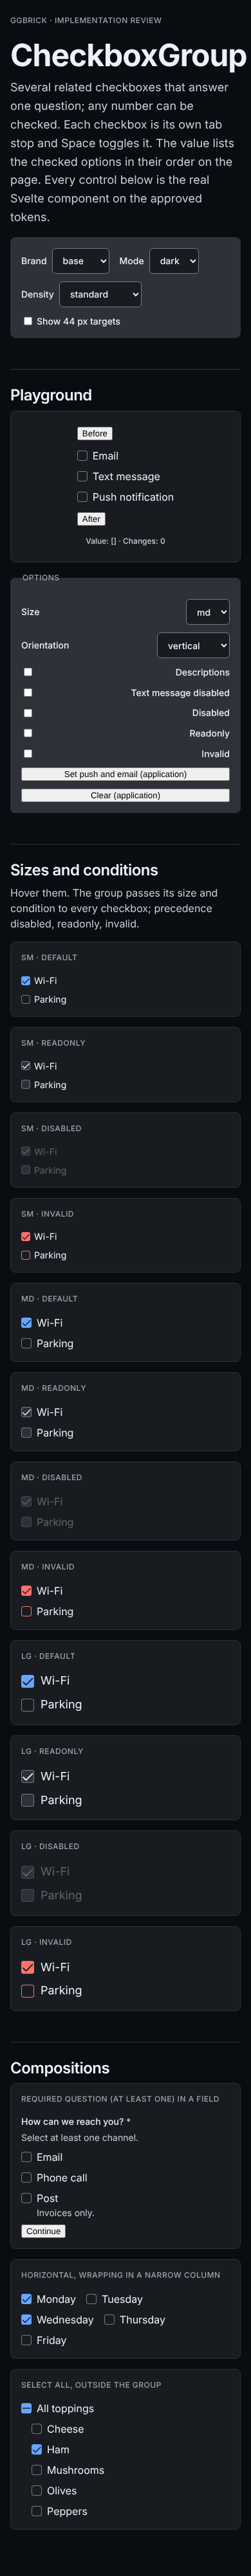 GGBRICK · IMPLEMENTATION REVIEW
CheckboxGroup
Several related checkboxes that answer
one question; any number can be
checked. Each checkbox is its own tab
stop and Space toggles it. The value lists
the checked options in their order on the
page. Every control below is the real
Svelte component on the approved
tokens.
Brand base Mode dark
Density standard
Show 44 px targets
Playground
Before
Email
Text message
Push notification
After
Value: [] · Changes: 0
OPTIONS
Size md
Orientation vertical
Descriptions
Text message disabled
Disabled
Readonly
Invalid
Set push and email (application)
Clear (application)
Sizes and conditions
Hover them. The group passes its size and
condition to every checkbox; precedence
disabled, readonly, invalid.
SM · DEFAULT
Wi-Fi
Parking
SM · READONLY
Wi-Fi
Parking
SM · DISABLED
Wi-Fi
Parking
SM · INVALID
Wi-Fi
Parking
MD · DEFAULT
Wi-Fi
Parking
MD · READONLY
Wi-Fi
Parking
MD · DISABLED
Wi-Fi
Parking
MD · INVALID
Wi-Fi
Parking
LG · DEFAULT
Wi-Fi
Parking
LG · READONLY
Wi-Fi
Parking
LG · DISABLED
Wi-Fi
Parking
LG · INVALID
Wi-Fi
Parking
Compositions
REQUIRED QUESTION (AT LEAST ONE) IN A FIELD
How can we reach you? *
Select at least one channel.
Email
Phone call
Post
Invoices only.
Continue
HORIZONTAL, WRAPPING IN A NARROW COLUMN
Monday Tuesday
Wednesday Thursday
Friday
SELECT ALL, OUTSIDE THE GROUP
All toppings
Cheese
Ham
Mushrooms
Olives
Peppers